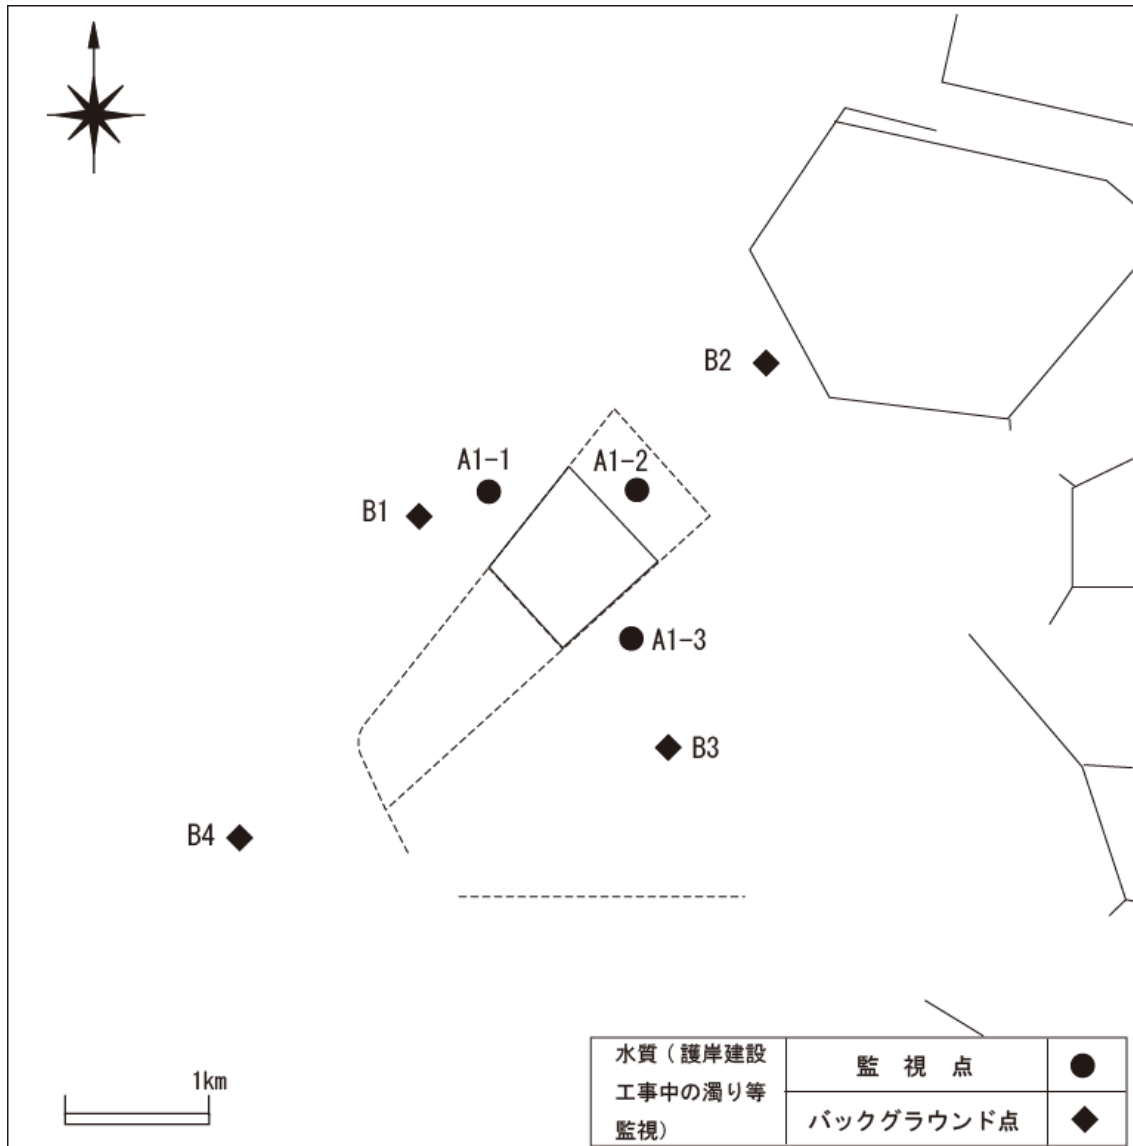 B2
A1-1
A1-2
B1
A1-3
B3
B4
1km
水質（護岸建設
工事中の濁り等
監視）
監 視 点
バックグラウンド点